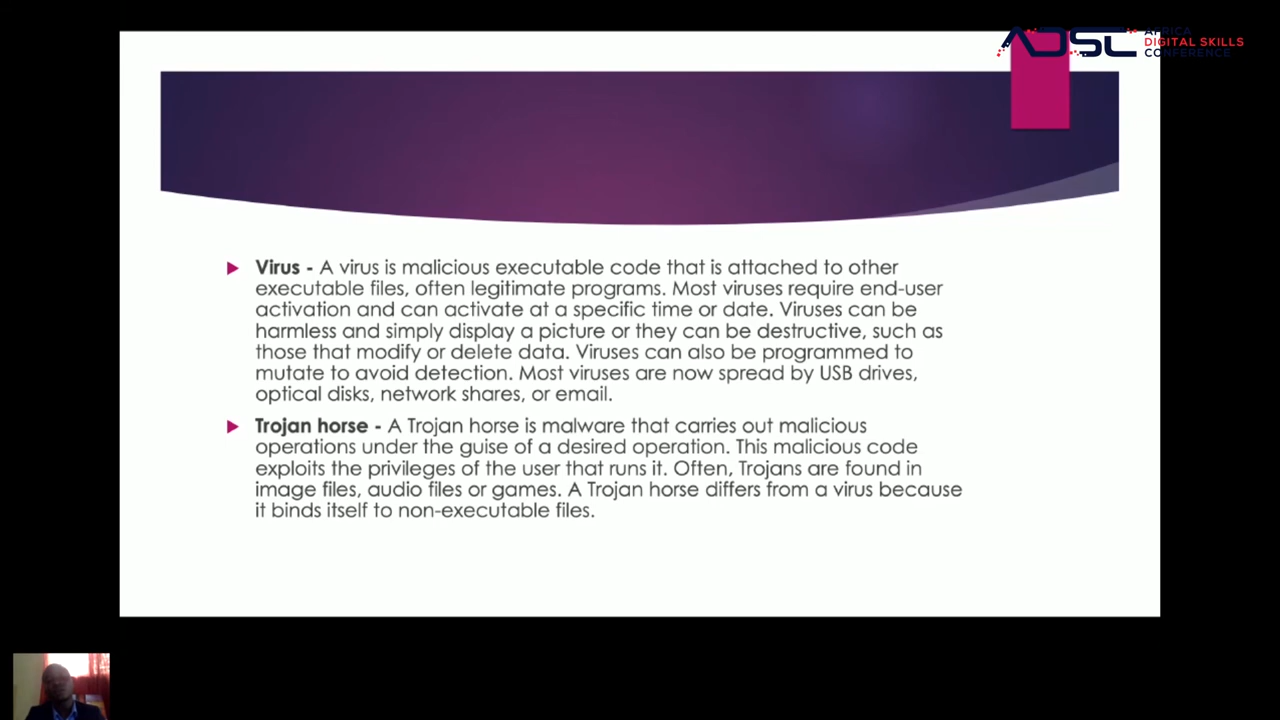 ADSC
AFRICA
DIGITAL SKILLS
CONFERENCE
Virus - A virus is malicious executable code that is attached to other
executable files, often legitimate programs. Most viruses require end-user
activation and can activate at a specific time or date. Viruses can be
harmless and simply display a picture or they can be destructive, such as
those that modify or delete data. Viruses can also be programmed to
mutate to avoid detection. Most viruses are now spread by USB drives,
optical disks, network shares, or email.
Trojan horse - A Trojan horse is malware that carries out malicious
operations under the guise of a desired operation. This malicious code
exploits the privileges of the user that runs it. Often, Trojans are found in
image files, audio files or games. A Trojan horse differs from a virus because
it binds itself to non-executable files.